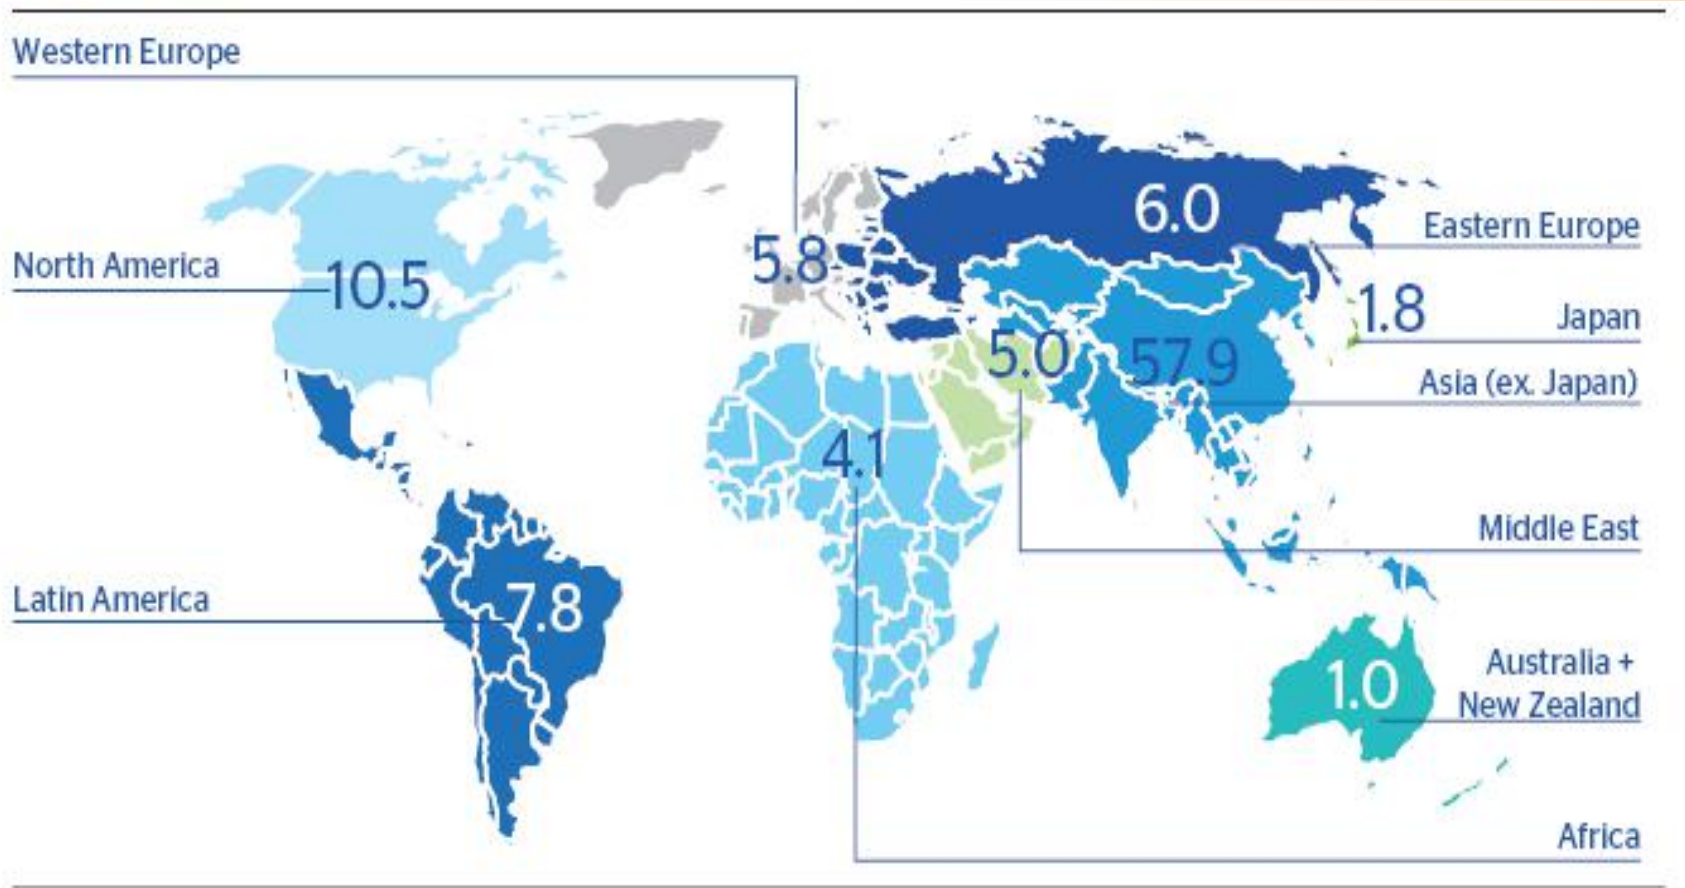 Western Europe
6.0
Eastern Europe
5.8
North America
10.5
1.8
Japan
5.0
57.9
Asia (ex. Japan)
4.1
Middle East
Latin America
7.8
1.0
Australia +
New Zealand
Africa